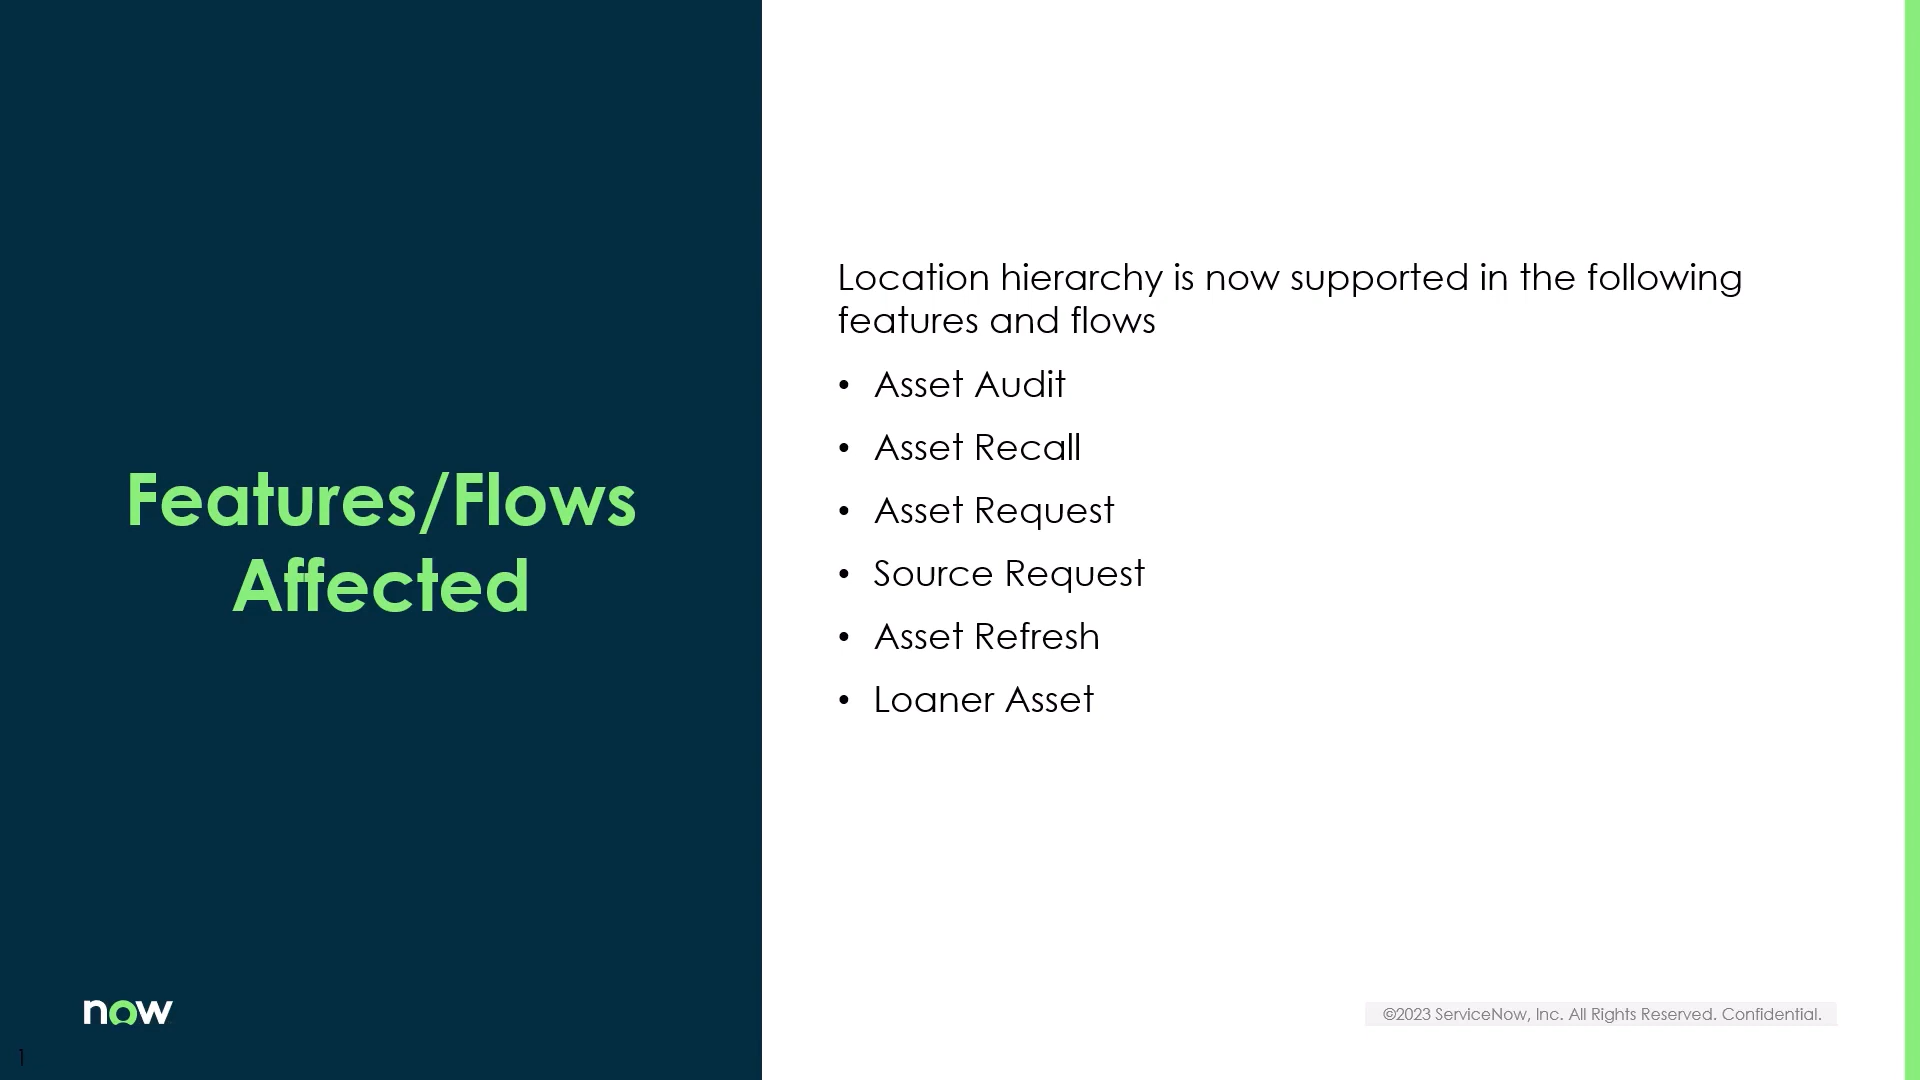 Features/Flows
Affected
Location hierarchy is now supported in the following
features and flows
• Asset Audit
• Asset Recall
• Asset Request
• Source Request
• Asset Refresh
• Loaner Asset
now
©2023 ServiceNow, Inc. All Rights Reserved. Confidential.
1